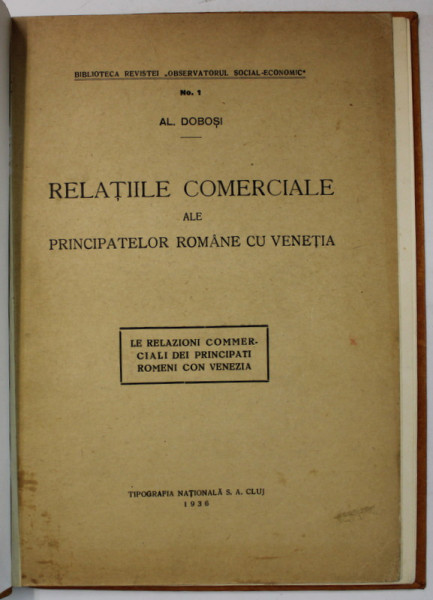 BIBLIOTECA REVISTEI „OBSERVATORUL SOCIAL-ECONOMIC"
No. 1
AL. DOBOȘI
RELAȚIILE COMERCIALE
ALE
PRINCIPATELOR ROMÂNE CU VENEȚIA
LE RELAZIONI COMMER-
CIALI DEI PRINCIPATI
ROMENI CON VENEZIA
TIPOGRAFIA NAȚIONALĂ S. A. CLUJ
1936